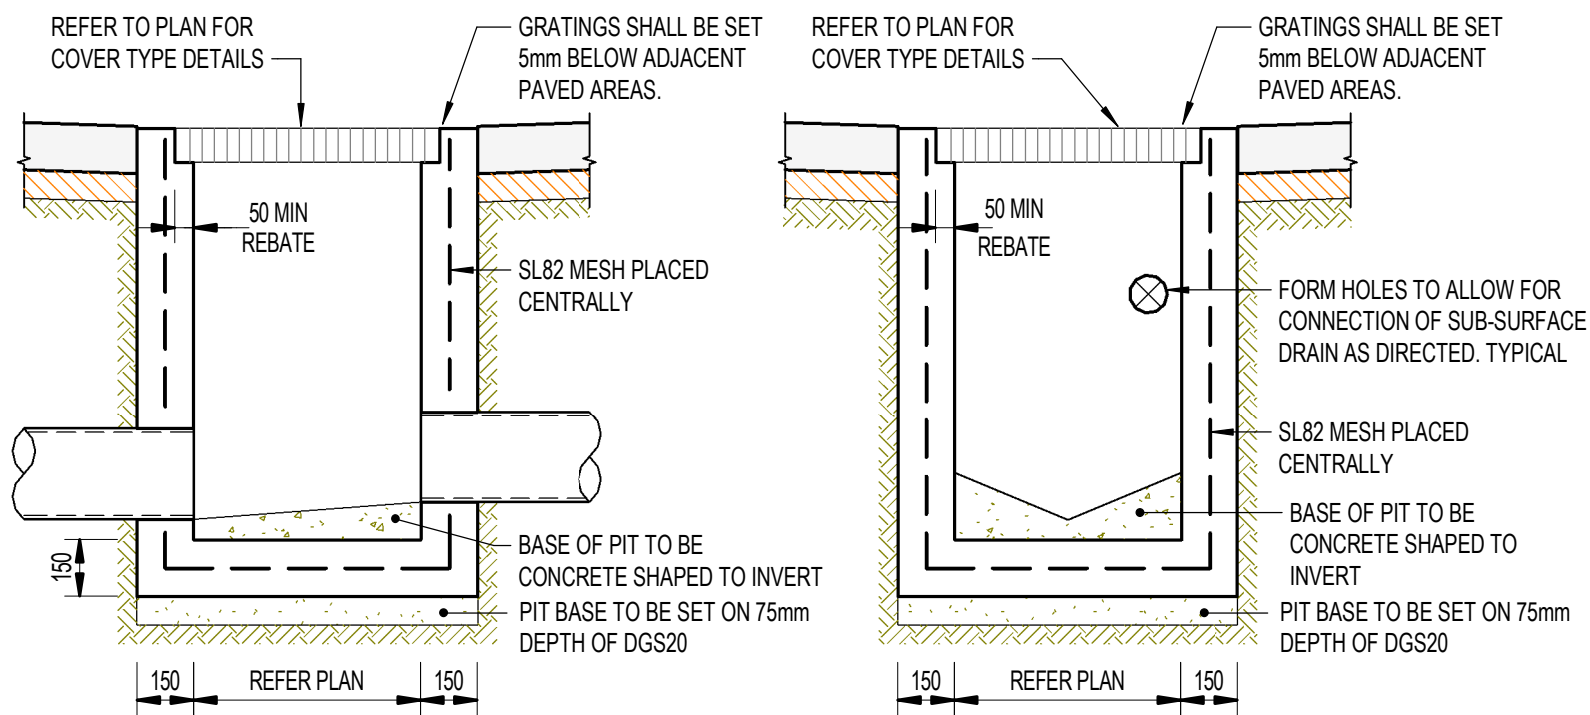 REFER TO PLAN FOR
COVER TYPE DETAILS
GRATINGS SHALL BE SET
5mm BELOW ADJACENT
PAVED AREAS.
50 MIN
REBATE
SL82 MESH PLACED
CENTRALLY
BASE OF PIT TO BE
CONCRETE SHAPED TO INVERT
PIT BASE TO BE SET ON 75mm
DEPTH OF DGS20
150
150
REFER PLAN
150
REFER TO PLAN FOR
COVER TYPE DETAILS
GRATINGS SHALL BE SET
5mm BELOW ADJACENT
PAVED AREAS.
50 MIN
REBATE
FORM HOLES TO ALLOW FOR
CONNECTION OF SUB-SURFACE
DRAIN AS DIRECTED. TYPICAL
SL82 MESH PLACED
CENTRALLY
BASE OF PIT TO BE
CONCRETE SHAPED TO
INVERT
PIT BASE TO BE SET ON 75mm
DEPTH OF DGS20
150
REFER PLAN
150